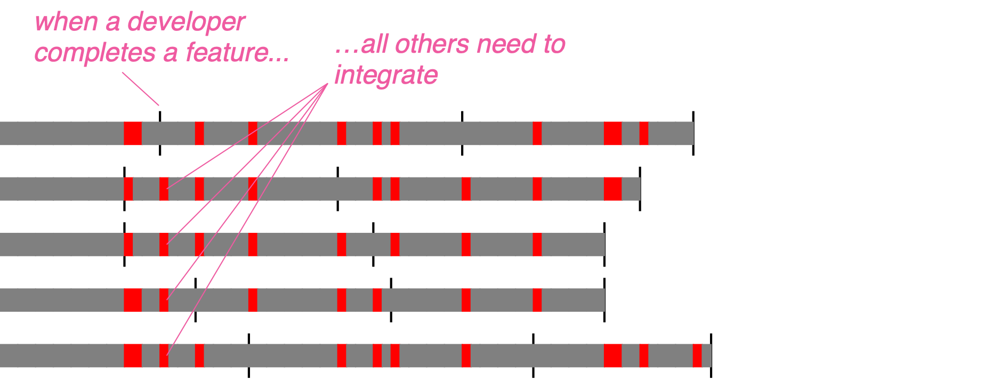 when a developer
completes a feature...
…all others need to
integrate